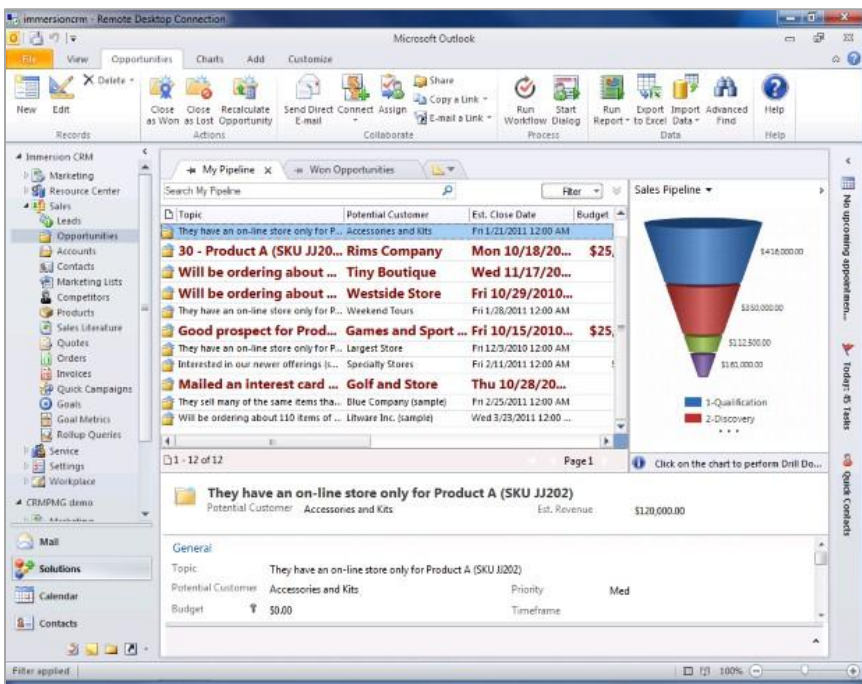 immersioncrm - Remote Desktop Connection
Microsoft Outlook
File View Opportunities Charts Add Customize
New Edit Delete
Close as Won Close as Lost Recalculate Opportunity
Send Direct E-mail Connect Assign Share Copy a Link E-mail a Link
Run Workflow Start Dialog
Run Report Export to Excel Import Data Advanced Find
Help
Records Actions Collaborate Process Data Help
Immersion CRM
Marketing
Resource Center
Sales
Leads
Opportunities
Accounts
Contacts
Marketing Lists
Competitors
Products
Sales Literature
Quotes
Orders
Invoices
Quick Campaigns
Goals
Goal Metrics
Rollup Queries
Service
Settings
Workplace
CRMPMG demo
Marketing
Mail
Solutions
Calendar
Contacts
My Pipeline x Won Opportunities
Search My Pipeline Filter
Topic Potential Customer Est. Close Date Budget
They have an on-line store only for P... Accessories and Kits Fri 1/21/2011 12:00 AM
30 - Product A (SKU JJ20... Rims Company Mon 10/18/20... $25,
Will be ordering about ... Tiny Boutique Wed 11/17/20...
Will be ordering about ... Westside Store Fri 10/29/2010...
They have an on-line store only for P... Weekend Tours Fri 1/28/2011 12:00 AM
Good prospect for Prod... Games and Sport ... Fri 10/15/2010... $25,
They have an on-line store only for P... Largest Store Fri 12/3/2010 12:00 AM
Interested in our newer offerings (s... Specialty Stores Fri 2/11/2011 12:00 AM
Mailed an interest card ... Golf and Store Thu 10/28/20...
They sell many of the same items tha... Blue Company (sample) Fri 2/25/2011 12:00 AM
Will be ordering about 110 items of ... Litware Inc. (sample) Wed 3/23/2011 12:00 ...
1 - 12 of 12 Page1
Sales Pipeline
$418,000.00
$350,000.00
$112,500.00
$161,000.00
1-Qualification
2-Discovery
...
Click on the chart to perform Drill Do...
They have an on-line store only for Product A (SKU JJ202)
Potential Customer Accessories and Kits Est. Revenue $120,000.00
General
Topic They have an on-line store only for Product A (SKU JJ202)
Potential Customer Accessories and Kits Priority Med
Budget $0.00 Timeframe
No upcoming appointmen...
Today: 45 Tasks
Quick Contacts
Filter applied 100%